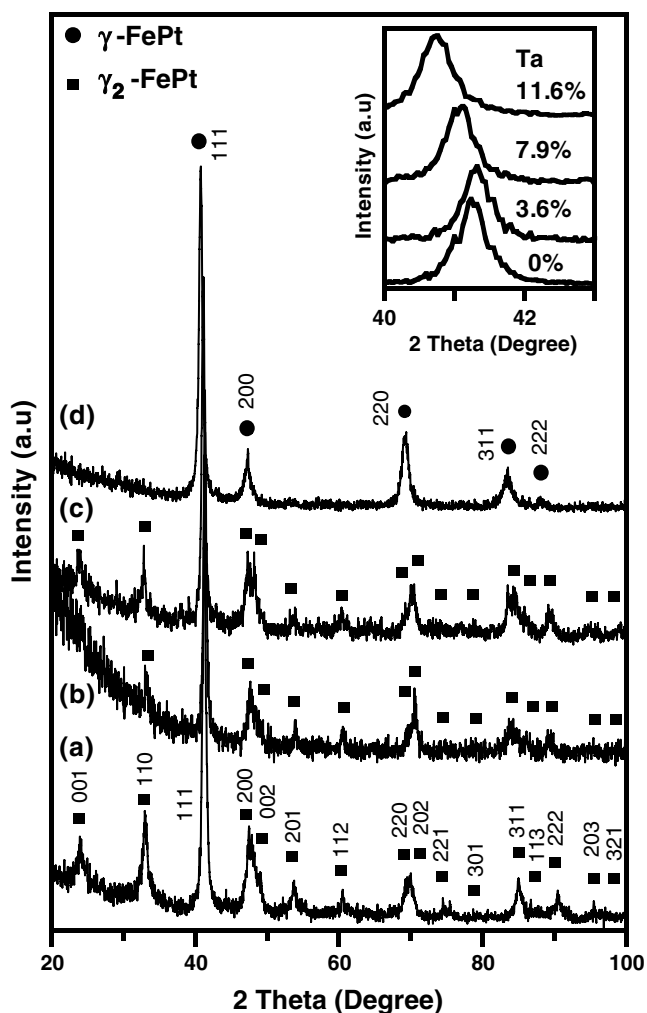 γ-FePt
γ₂-FePt
Ta
11.6%
7.9%
3.6%
0%
Intensity (a.u)
40
42
2 Theta (Degree)
111
(d)
200
220
311
222
(c)
(b)
(a)
001
110
111
200
002
201
112
220
202
221
301
311
113
222
203
321
Intensity (a.u)
20
40
60
80
100
2 Theta (Degree)